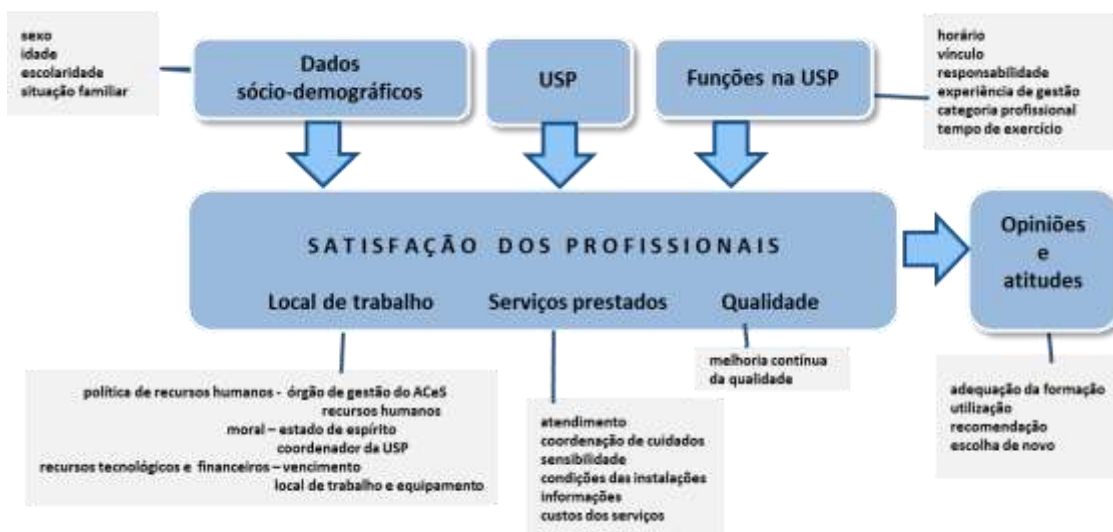 sexo
idade
escolaridade
situação familiar
Dados
sócio-demográficos
USP
Funções na USP
horário
vínculo
responsabilidade
experiência de gestão
categoria profissional
tempo de exercício
SATISFAÇÃO DOS PROFISSIONAIS
Local de trabalho
Serviços prestados
Qualidade
Opiniões
e
atitudes
política de recursos humanos - órgão de gestão do ACeS
recursos humanos
moral – estado de espírito
coordenador da USP
recursos tecnológicos e financeiros – vencimento
local de trabalho e equipamento
atendimento
coordenação de cuidados
sensibilidade
condições das instalações
informações
custos dos serviços
melhoria contínua
da qualidade
adequação da formação
utilização
recomendação
escolha de novo